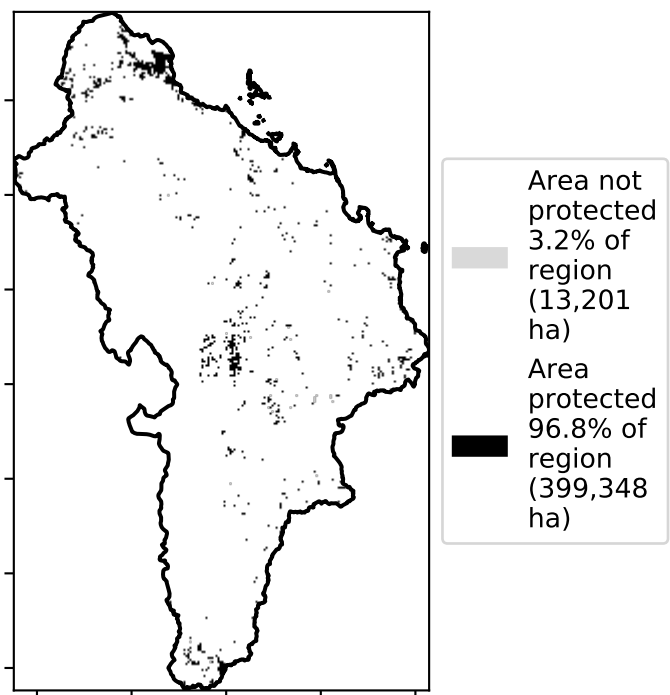 Area not
protected
3.2% of
region
(13,201
ha)
Area
protected
96.8% of
region
(399,348
ha)